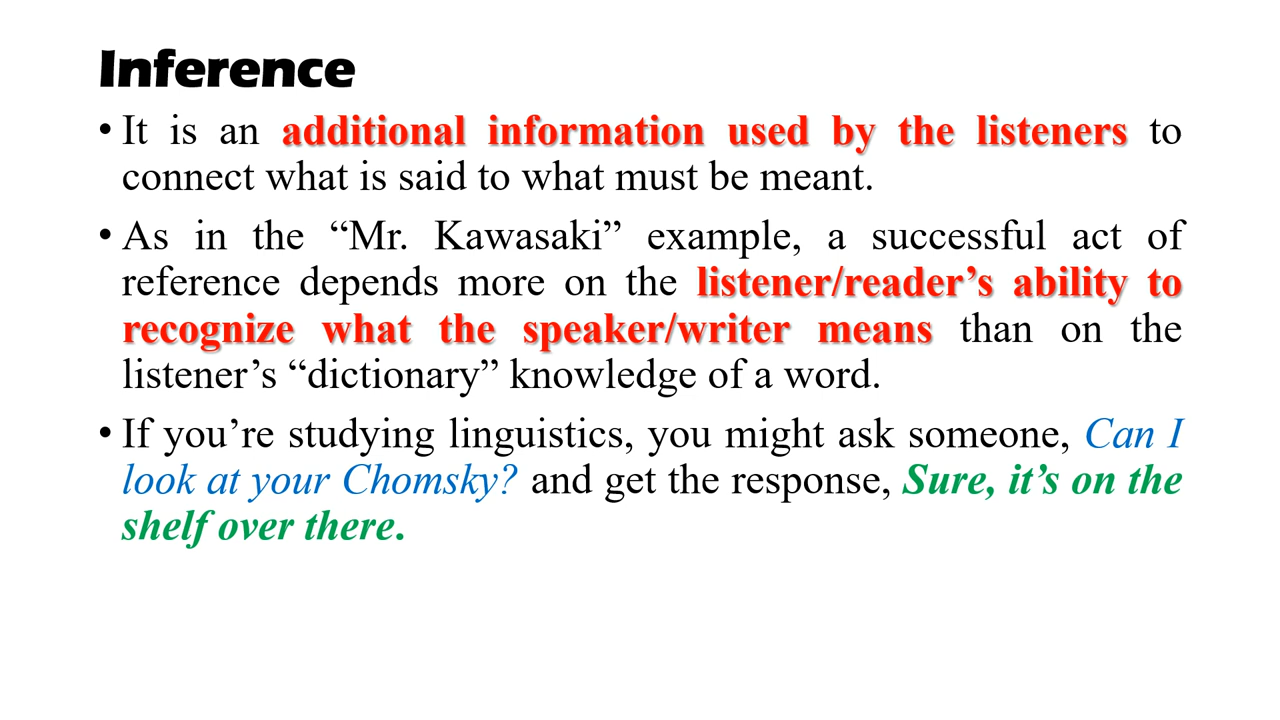 Inference
• It is an additional information used by the listeners to
connect what is said to what must be meant.
• As in the “Mr. Kawasaki” example, a successful act of
reference depends more on the listener/reader’s ability to
recognize what the speaker/writer means than on the
listener’s “dictionary” knowledge of a word.
• If you’re studying linguistics, you might ask someone, Can I
look at your Chomsky? and get the response, Sure, it’s on the
shelf over there.